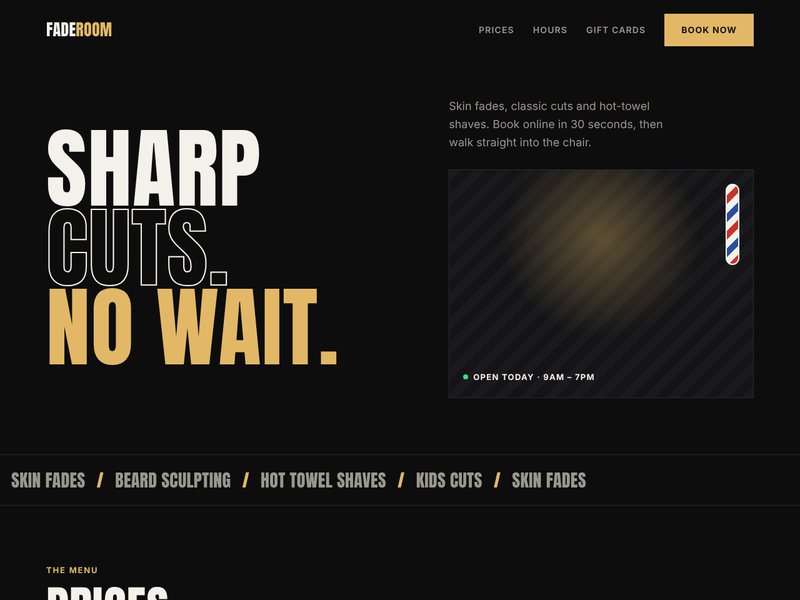 FADEROOM
PRICES
HOURS
GIFT CARDS
BOOK NOW
SHARP
CUTS.
NO WAIT.
Skin fades, classic cuts and hot-towel
shaves. Book online in 30 seconds, then
walk straight into the chair.
OPEN TODAY · 9AM – 7PM
SKIN FADES / BEARD SCULPTING / HOT TOWEL SHAVES / KIDS CUTS / SKIN FADES
THE MENU
PRICES